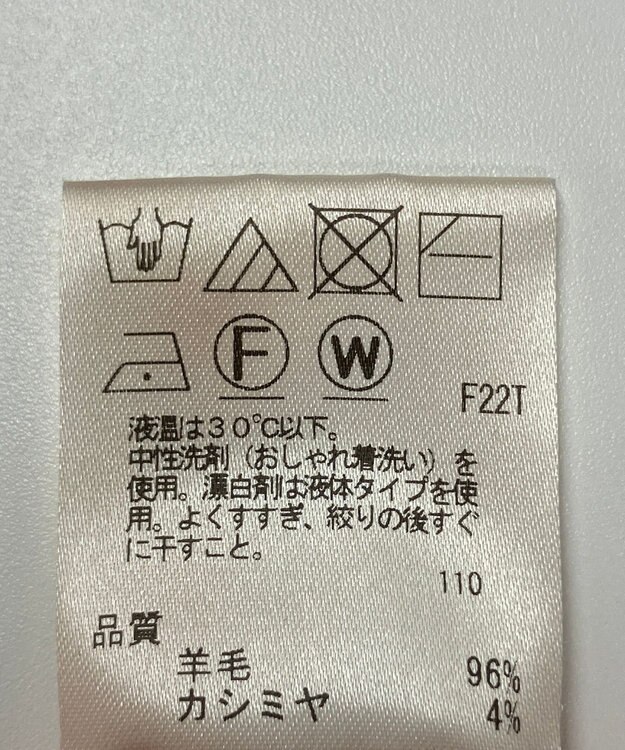 F W
F22T
液温は30℃以下。
中性洗剤（おしゃれ着洗い）を
使用。漂白剤は液体タイプを使
用。よくすすぎ、絞りの後すぐ
に干すこと。
110
品質
羊毛 96%
カシミヤ 4%